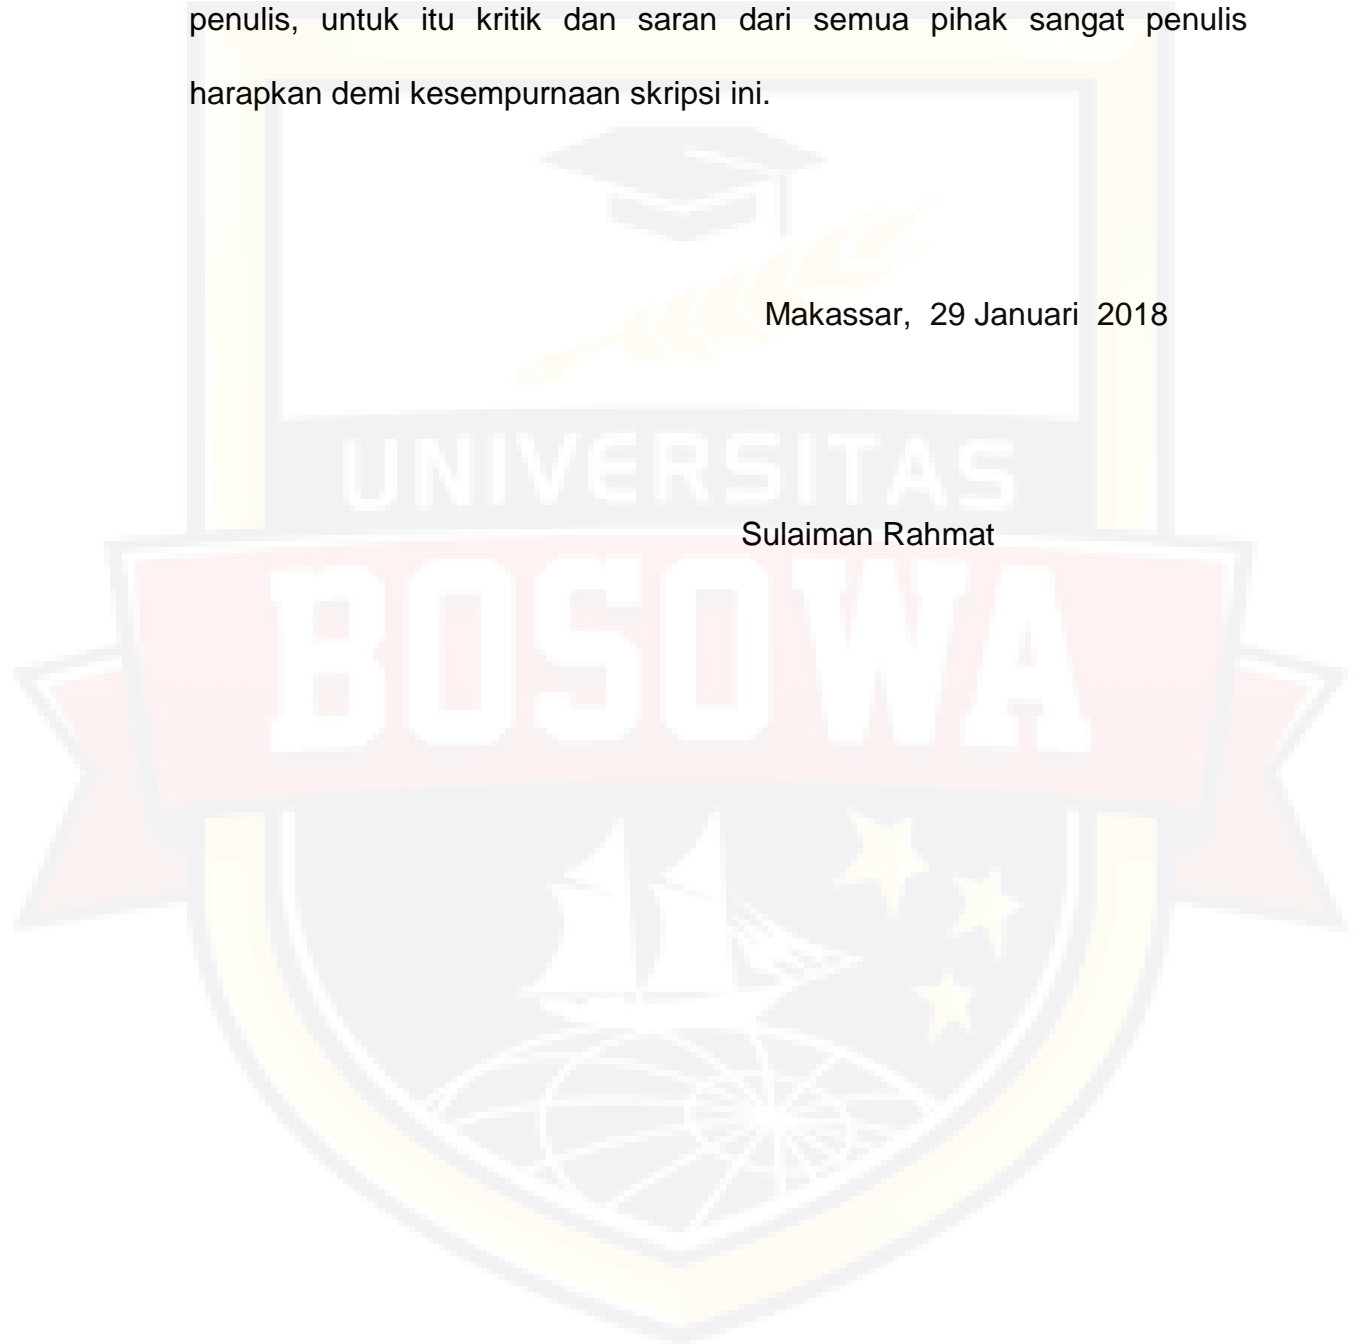 penulis, untuk itu kritik dan saran dari semua pihak sangat penulis
harapkan demi kesempurnaan skripsi ini.
Makassar, 29 Januari 2018
UNIVERSITAS
Sulaiman Rahmat
BOSOWA